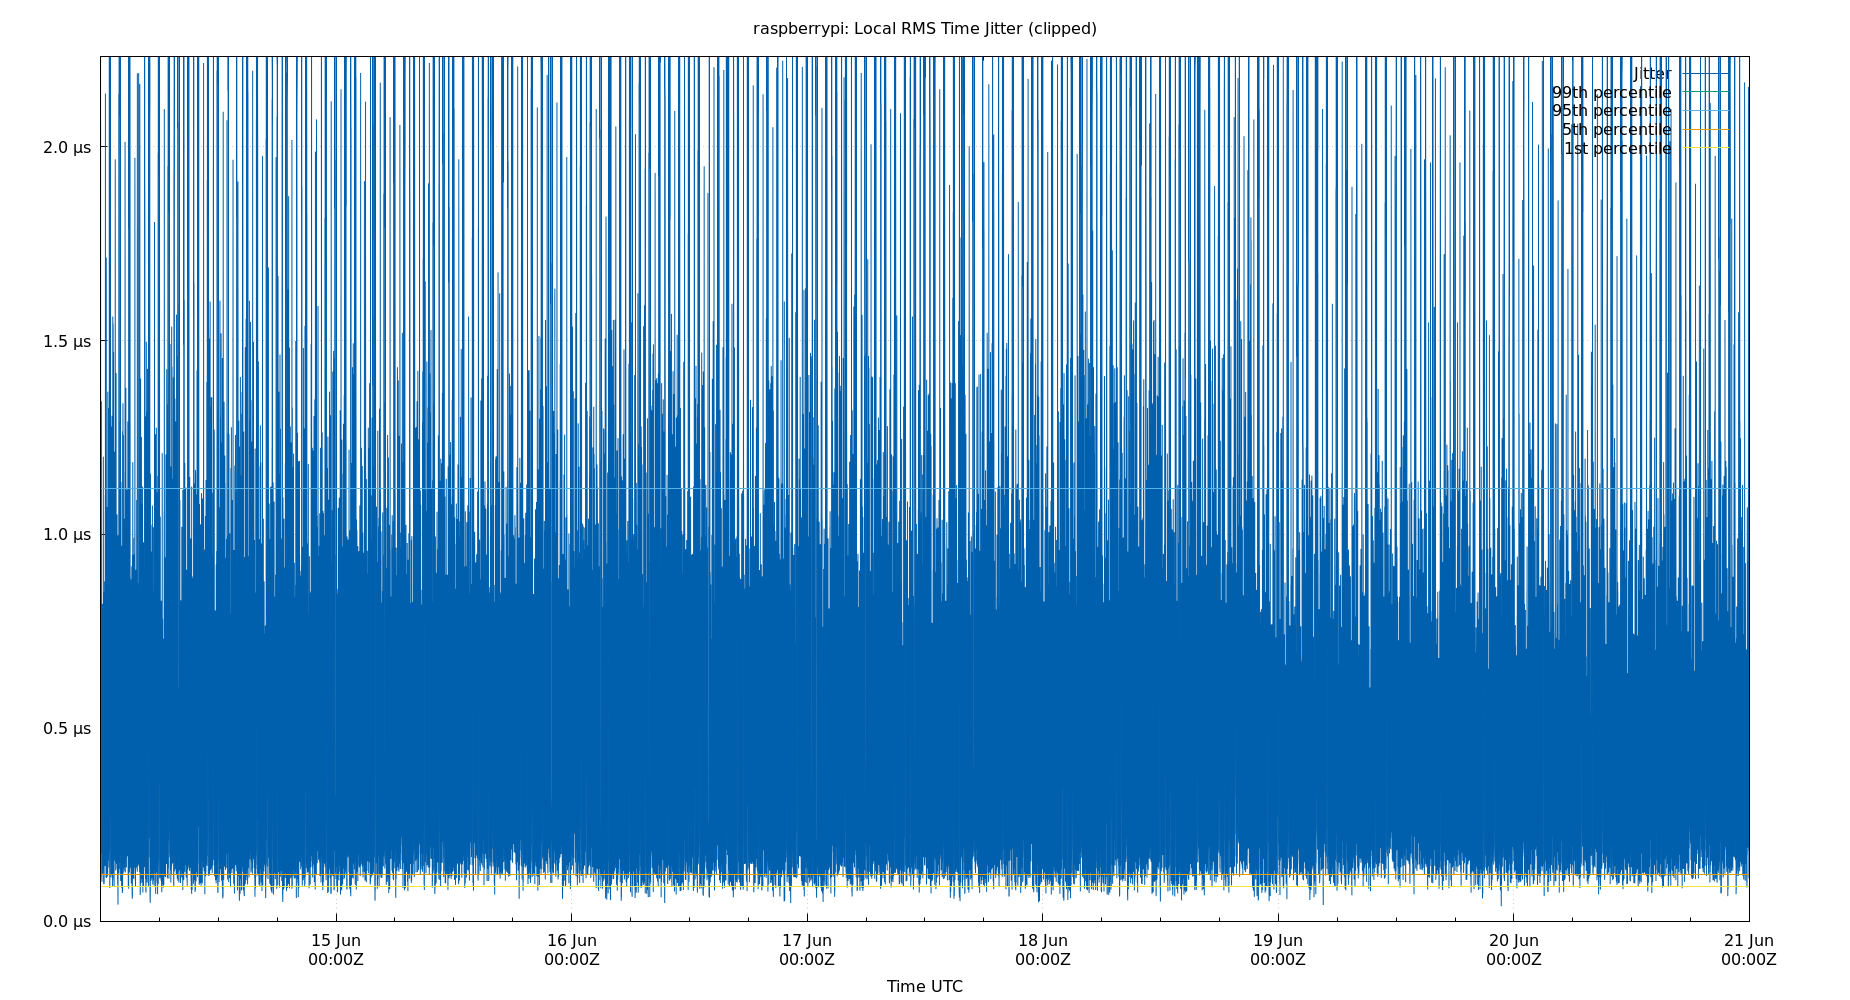 raspberrypi: Local RMS Time Jitter (clipped)
Jitter
99th percentile
95th percentile
5th percentile
1st percentile
2.0 µs
1.5 µs
1.0 µs
0.5 µs
0.0 µs
15 Jun 16 Jun 17 Jun 18 Jun 19 Jun 20 Jun 21 Jun
00:00Z 00:00Z 00:00Z 00:00Z 00:00Z 00:00Z 00:00Z
Time UTC